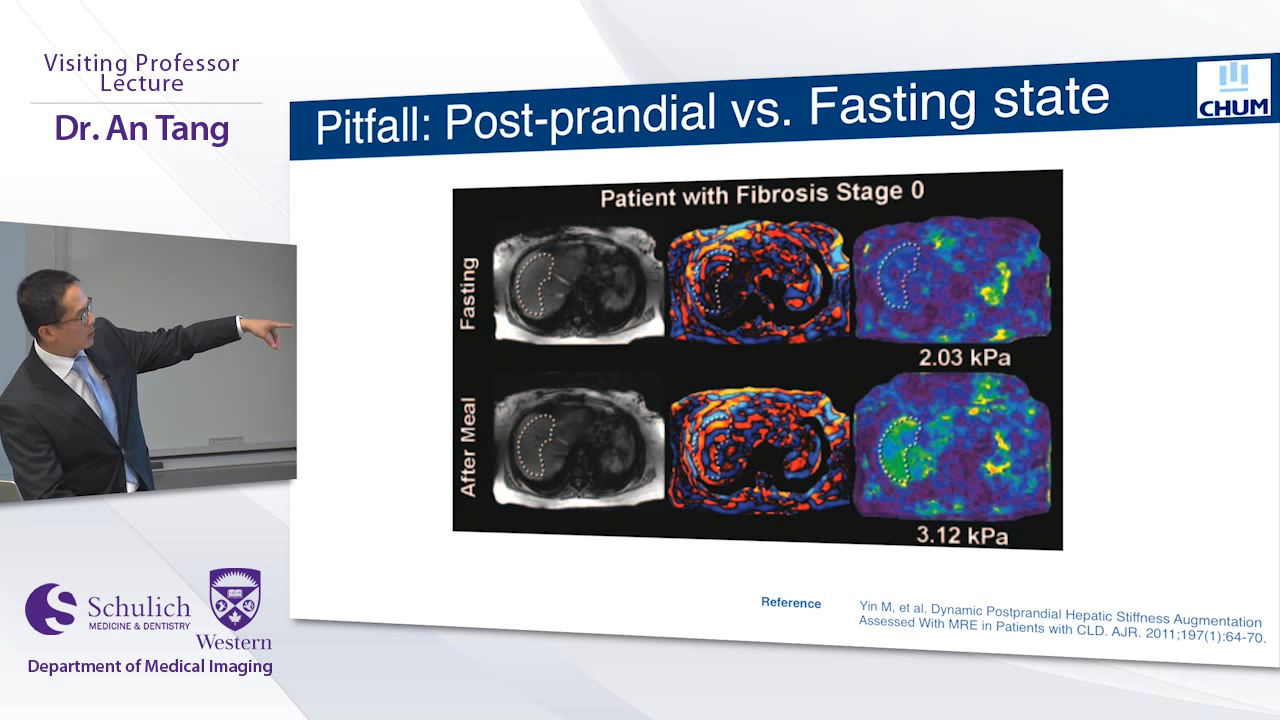 Visiting Professor
Lecture
Dr. An Tang
Pitfall: Post-prandial vs. Fasting state
CHUM
Patient with Fibrosis Stage 0
Fasting
2.03 kPa
After Meal
3.12 kPa
Reference
Yin M, et al. Dynamic Postprandial Hepatic Stiffness Augmentation
Assessed With MRE in Patients with CLD. AJR. 2011;197(1):64-70.
Schulich
MEDICINE & DENTISTRY
Western
Department of Medical Imaging